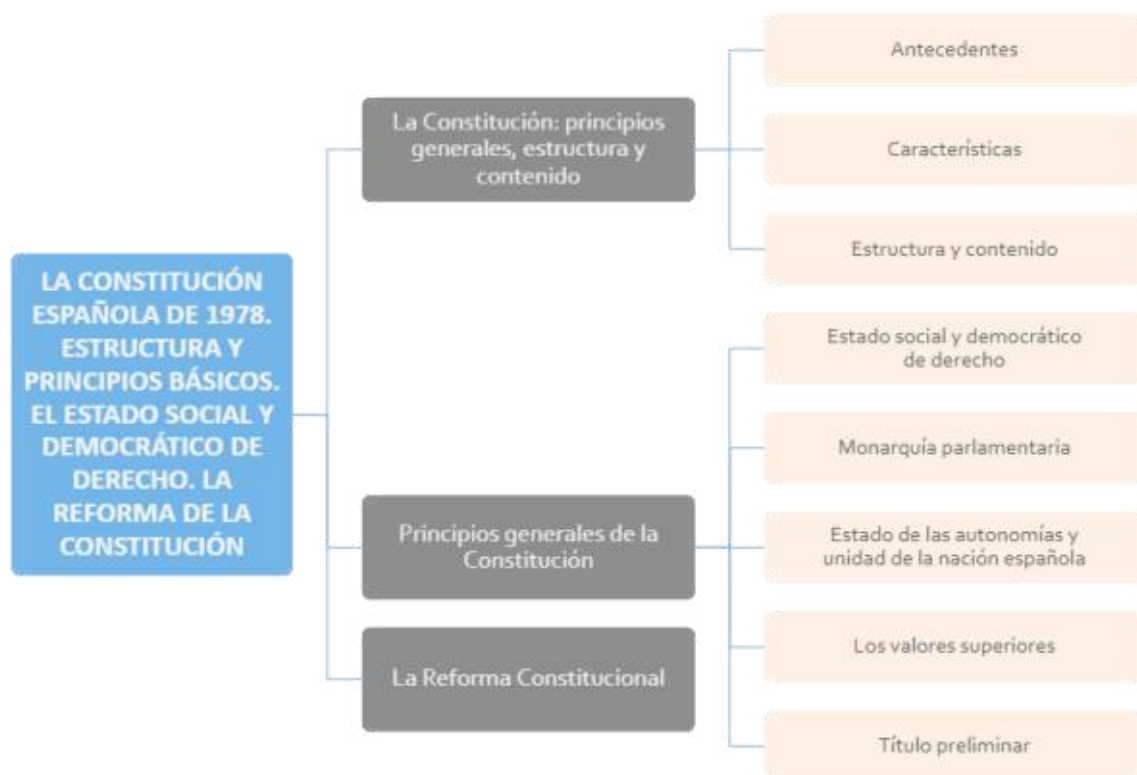 LA CONSTITUCIÓN
ESPAÑOLA DE 1978.
ESTRUCTURA Y
PRINCIPIOS BÁSICOS.
EL ESTADO SOCIAL Y
DEMOCRÁTICO DE
DERECHO. LA
REFORMA DE LA
CONSTITUCIÓN
La Constitución: principios
generales, estructura y
contenido
Antecedentes
Características
Estructura y contenido
Principios generales de la
Constitución
Estado social y democrático
de derecho
Monarquía parlamentaria
Estado de las autonomías y
unidad de la nación española
Los valores superiores
Título preliminar
La Reforma Constitucional